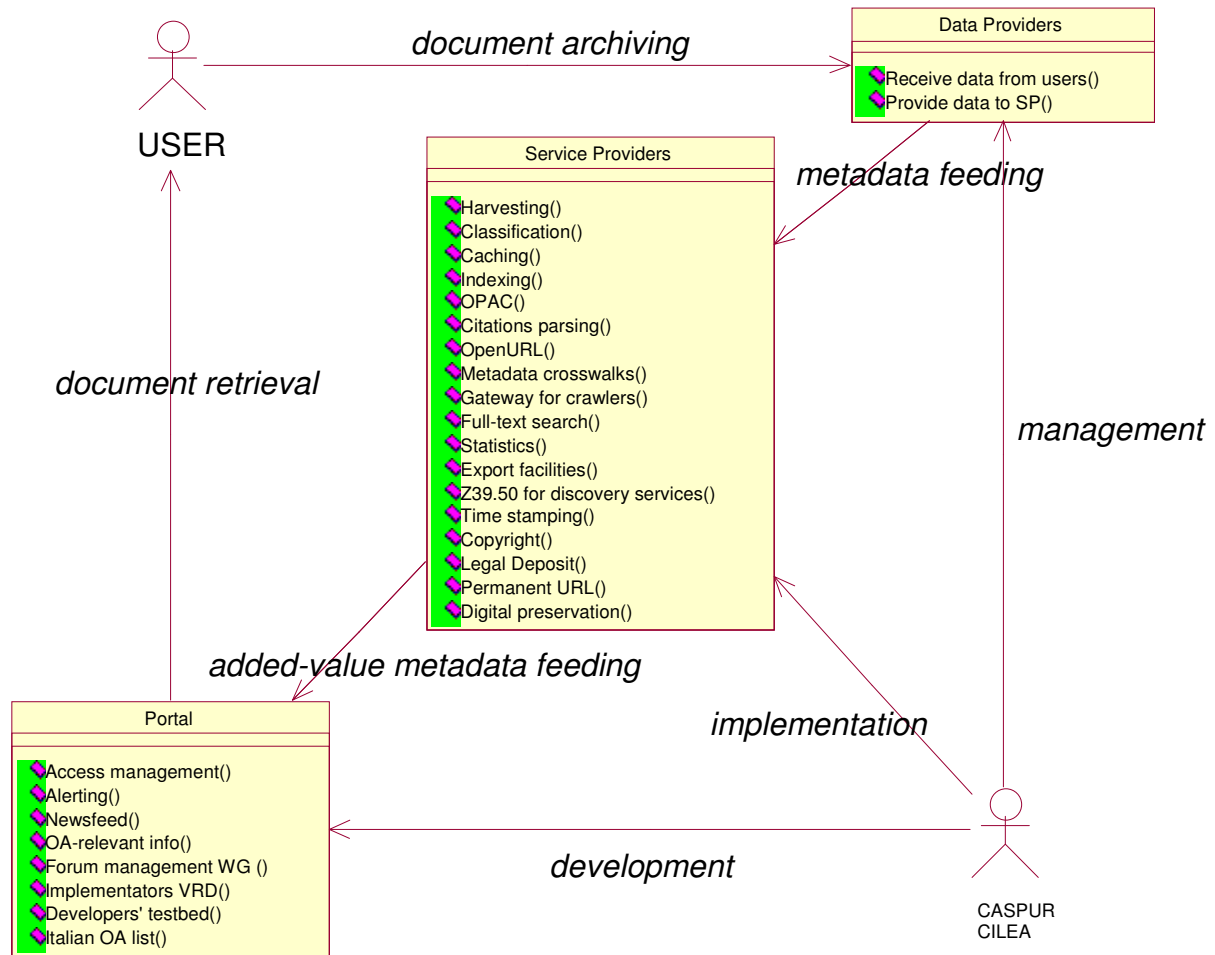 document archiving
Data Providers
Receive data from users()
Provide data to SP()
USER
Service Providers
metadata feeding
Harvesting()
Classification()
Caching()
Indexing()
OPAC()
Citations parsing()
OpenURL()
Metadata crosswalks()
Gateway for crawlers()
Full-text search()
Statistics()
Export facilities()
Z39.50 for discovery services()
Time stamping()
Copyright()
Legal Deposit()
Permanent URL()
Digital preservation()
document retrieval
management
added-value metadata feeding
implementation
Portal
Access management()
Alerting()
Newsfeed()
OA-relevant info()
Forum management WG ()
Implementators VRD()
Developers' testbed()
Italian OA list()
development
CASPUR
CILEA